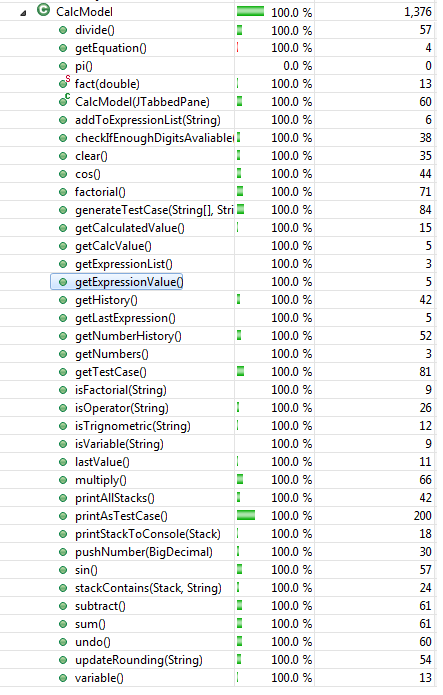 CalcModel 100.0 % 1,376
divide() 100.0 % 57
getEquation() 100.0 % 4
pi() 0.0 % 0
fact(double) 100.0 % 13
CalcModel(JTabbedPane) 100.0 % 60
addToExpressionList(String) 100.0 % 6
checkIfEnoughDigitsAvaliable( 100.0 % 38
clear() 100.0 % 35
cos() 100.0 % 44
factorial() 100.0 % 71
generateTestCase(String[], Stri 100.0 % 84
getCalculatedValue() 100.0 % 15
getCalcValue() 100.0 % 5
getExpressionList() 100.0 % 3
getExpressionValue() 100.0 % 5
getHistory() 100.0 % 42
getLastExpression() 100.0 % 5
getNumberHistory() 100.0 % 52
getNumbers() 100.0 % 3
getTestCase() 100.0 % 81
isFactorial(String) 100.0 % 9
isOperator(String) 100.0 % 26
isTrignometric(String) 100.0 % 12
isVariable(String) 100.0 % 9
lastValue() 100.0 % 11
multiply() 100.0 % 66
printAllStacks() 100.0 % 42
printAsTestCase() 100.0 % 200
printStackToConsole(Stack) 100.0 % 18
pushNumber(BigDecimal) 100.0 % 30
sin() 100.0 % 57
stackContains(Stack, String) 100.0 % 24
subtract() 100.0 % 61
sum() 100.0 % 61
undo() 100.0 % 60
updateRounding(String) 100.0 % 54
variable() 100.0 % 13